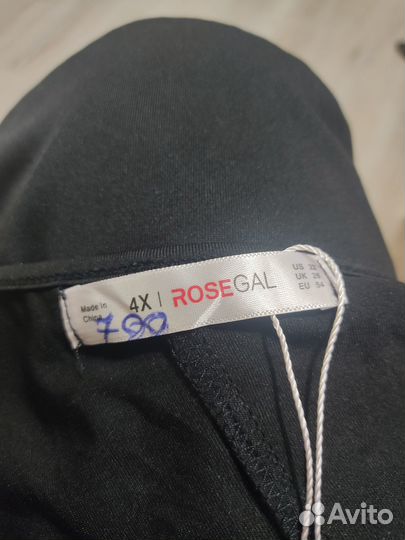 Made in
China
4X | ROSEGAL
790
US 22
UK 26
EU 54
Avito